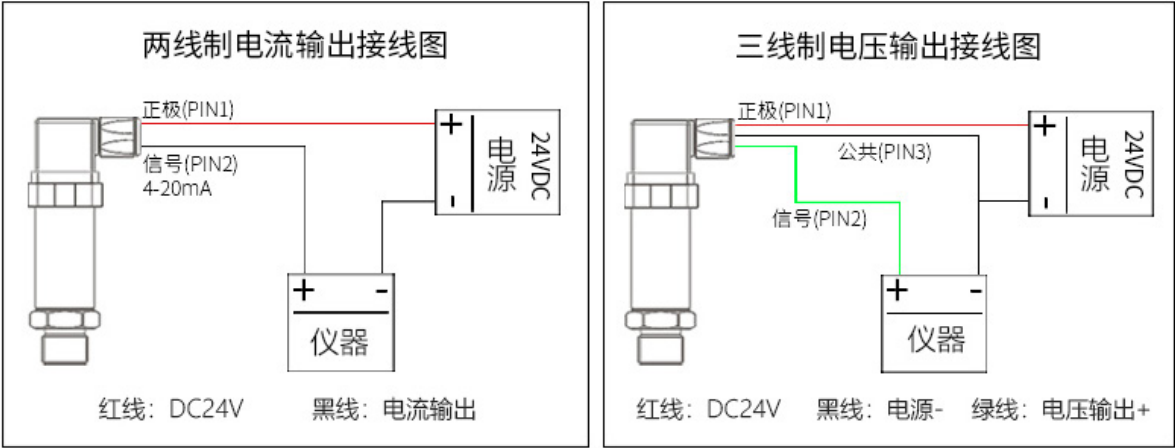 两线制电流输出接线图
正极(PIN1)
信号(PIN2)
4-20mA
+
-
电源
24VDC
+ -
仪器
红线：DC24V 黑线：电流输出
三线制电压输出接线图
正极(PIN1)
公共(PIN3)
信号(PIN2)
+
-
电源
24VDC
+ -
仪器
红线：DC24V 黑线：电源- 绿线：电压输出+